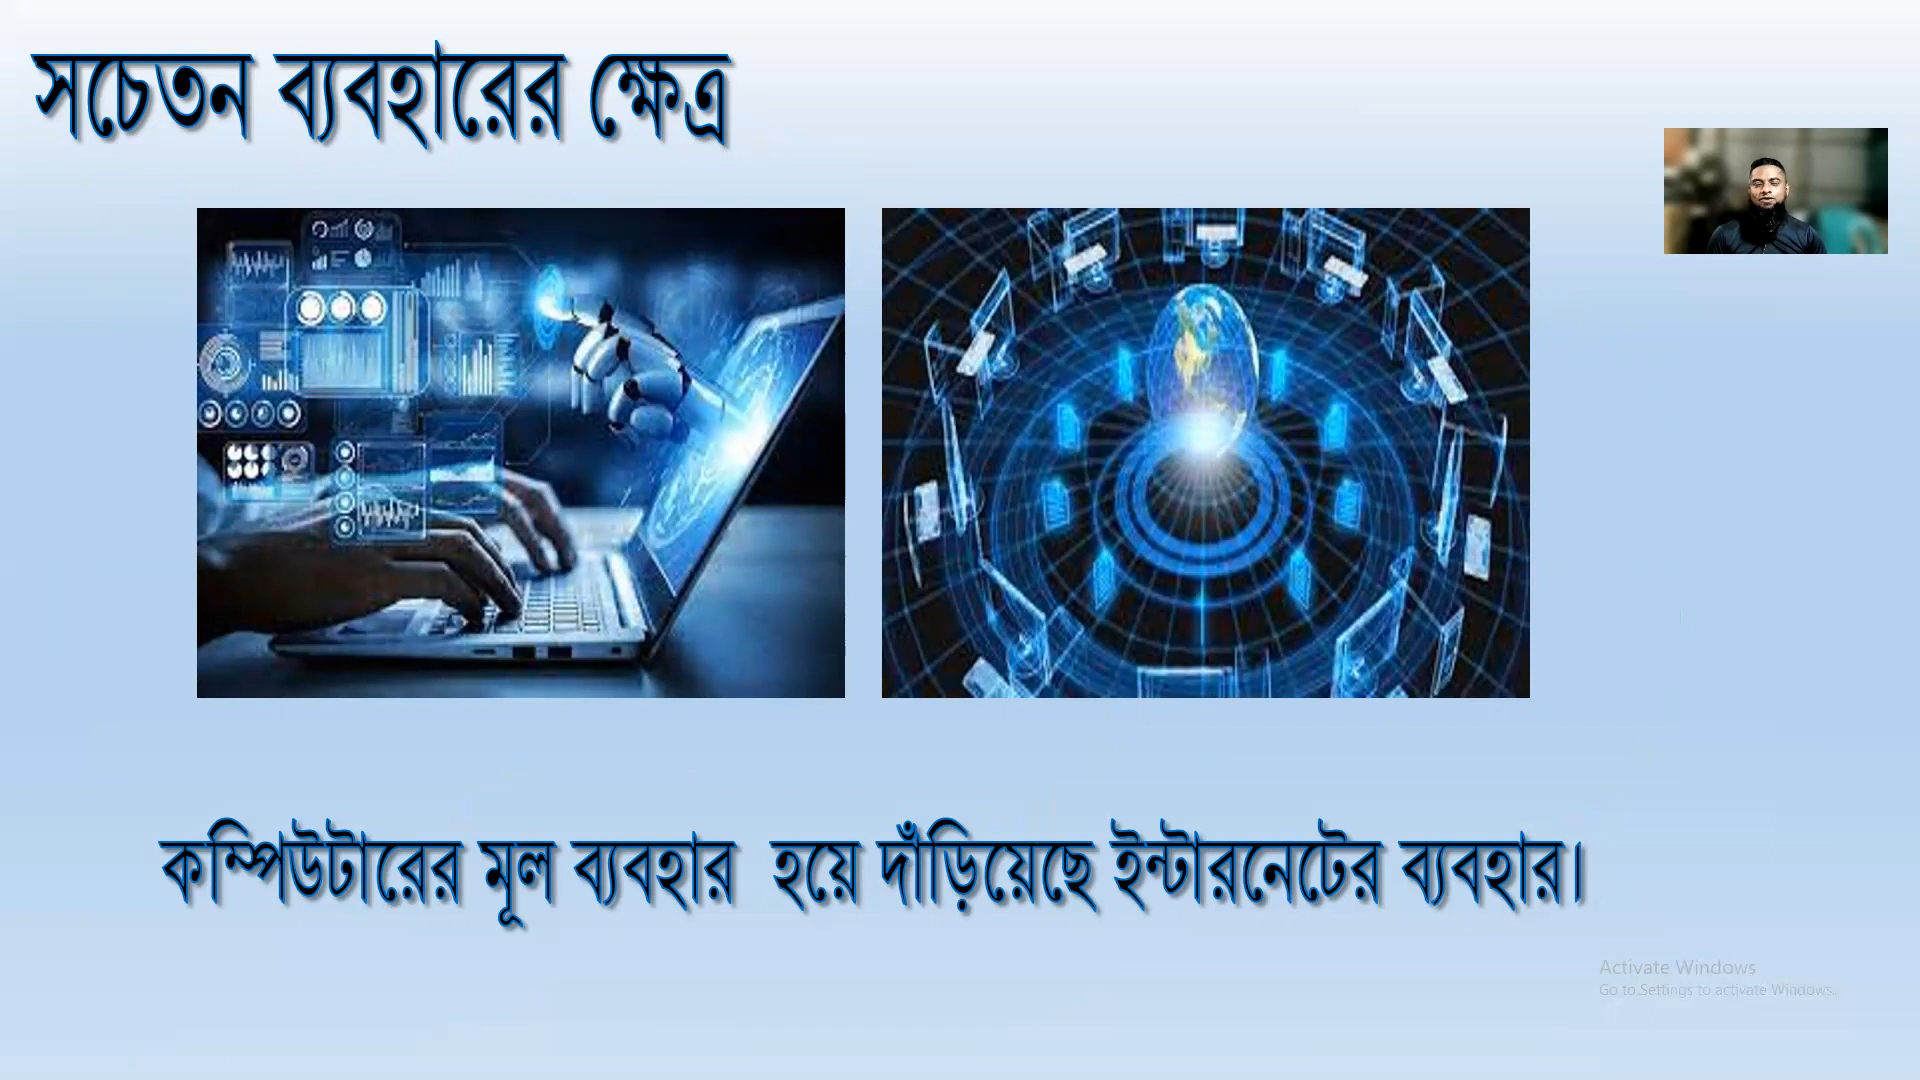 সচেতন ব্যবহারের ক্ষেত্র
কম্পিউটারের মূল ব্যবহার হয়ে দাঁড়িয়েছে ইন্টারনেটের ব্যবহার।
Activate Windows
Go to Settings to activate Windows.